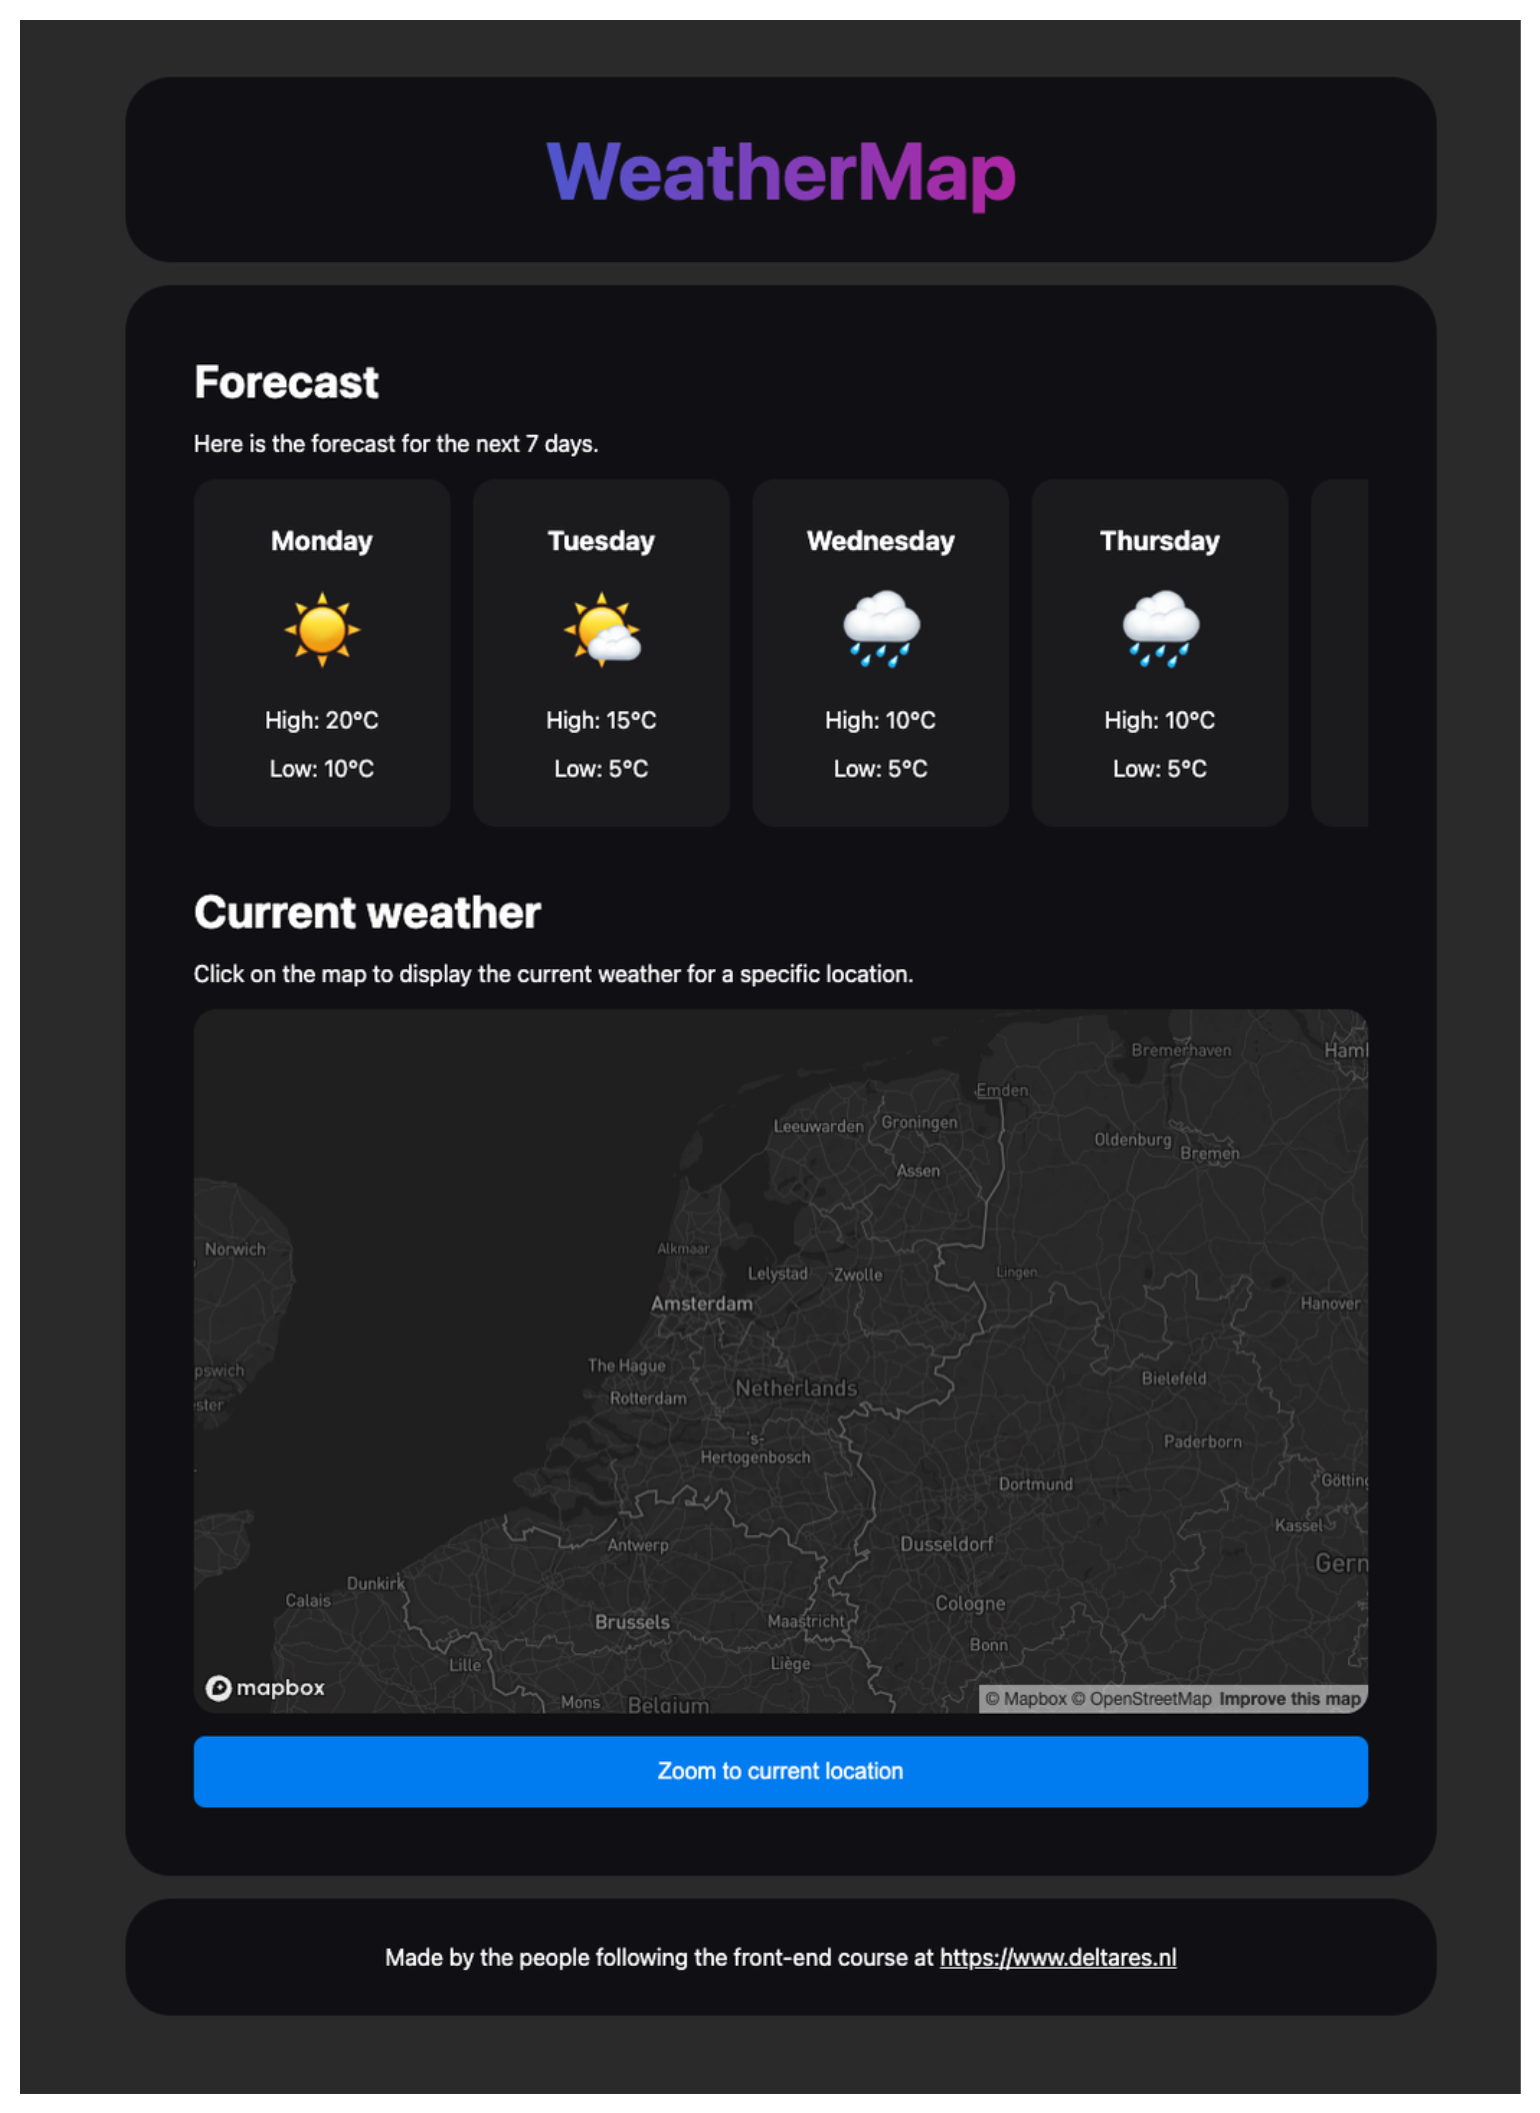 WeatherMap
Forecast
Here is the forecast for the next 7 days.
Monday
High: 20°C
Low: 10°C
Tuesday
High: 15°C
Low: 5°C
Wednesday
High: 10°C
Low: 5°C
Thursday
High: 10°C
Low: 5°C
Current weather
Click on the map to display the current weather for a specific location.
Bremerhaven
Haml
Emden
Leeuwarden
Groningen
Oldenburg
Bremen
Assen
Norwich
Alkmaar
Lelystad
Zwolle
Lingen
Amsterdam
Hanover
The Hague
pswich
Netherlands
Bielefeld
Rotterdam
ster
's-
Hertogenbosch
Paderborn
Dortmund
Götting
Kassel
Antwerp
Dusseldorf
Gern
Dunkirk
Calais
Cologne
Brussels
Maastricht
Bonn
Lille
Liège
mapbox
Mons
Belgium
© Mapbox © OpenStreetMap Improve this map
Zoom to current location
Made by the people following the front-end course at https://www.deltares.nl